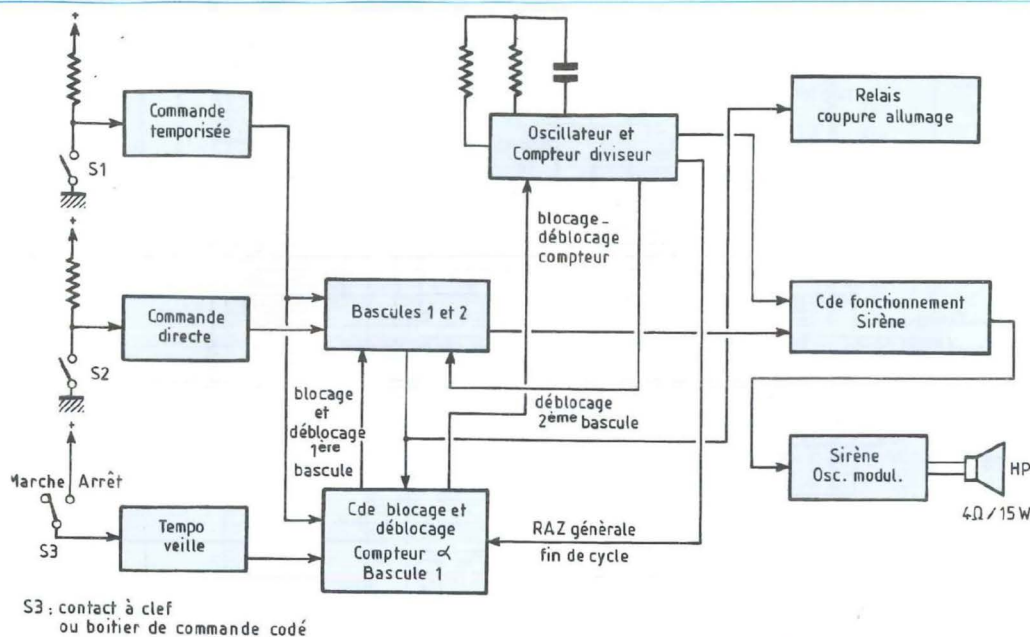 +
S1
Commande
temporisée
+
S2
Commande
directe
+
Marche
Arrêt
S3
Tempo
veille
S3 : contact à clef
ou boitier de commande codé
Oscillateur et
Compteur diviseur
blocage -
déblocage
compteur
Bascules 1 et 2
blocage
et
déblocage
1ère
bascule
déblocage
2ème bascule
Cde blocage et
déblocage
Compteur α
Bascule 1
RAZ génèrale
fin de cycle
Relais
coupure allumage
Cde fonctionnement
Sirène
Sirène
Osc. modul.
HP
4Ω/15W